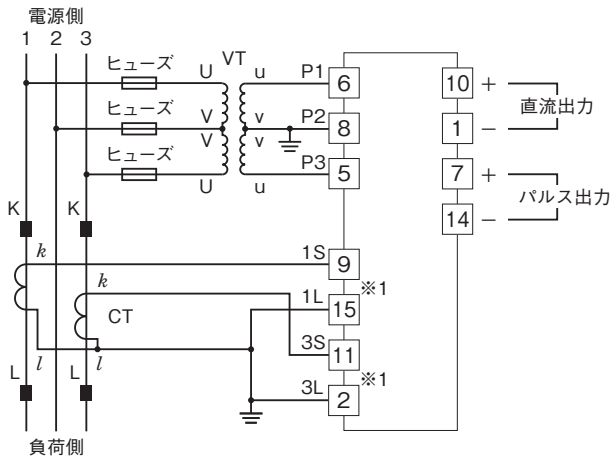 電源側
1 2 3
ヒューズ
U
VT
u
P1
6
10
+
直流出力
ヒューズ
V
v
P2
8
1
−
V
v
ヒューズ
U
u
P3
5
7
+
パルス出力
14
−
K
K
k
1S
9
※1
k
1L
15
CT
3S
11
※1
l
l
L
L
3L
2
負荷側